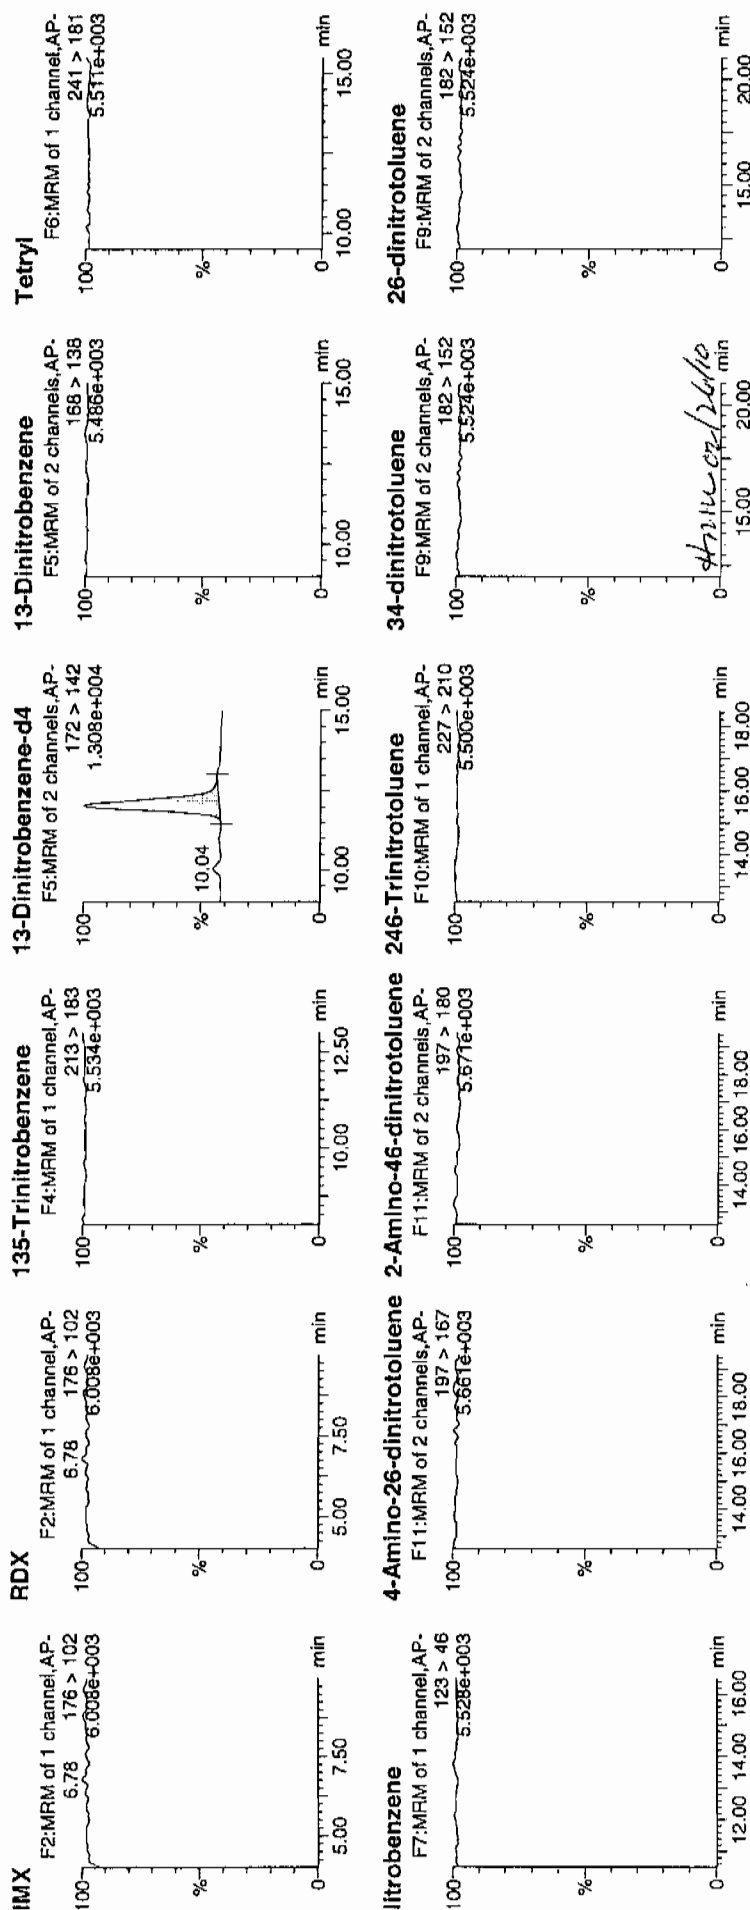 IMX
F2:MRM of 1 channel,AP-
176 > 102
6.008e+003
6.78
100
%
0
5.00 7.50 min
RDX
F2:MRM of 1 channel,AP-
176 > 102
6.008e+003
6.78
100
%
0
5.00 7.50 min
135-Trinitrobenzene
F4:MRM of 1 channel,AP-
213 > 183
5.534e+003
100
%
0
10.00 12.50 min
13-Dinitrobenzene-d4
F5:MRM of 2 channels,AP-
172 > 142
1.308e+004
10.04
100
%
0
10.00 15.00 min
13-Dinitrobenzene
F5:MRM of 2 channels,AP-
168 > 138
5.486e+003
100
%
0
10.00 15.00 min
Tetryl
F6:MRM of 1 channel,AP-
241 > 181
5.511e+003
100
%
0
10.00 15.00 min
litrobenzene
F7:MRM of 1 channel,AP-
123 > 46
5.528e+003
100
%
0
12.00 14.00 16.00 min
4-Amino-26-dinitrotoluene
F11:MRM of 2 channels,AP-
197 > 167
5.661e+003
100
%
0
14.00 16.00 18.00 min
2-Amino-46-dinitrotoluene
F11:MRM of 2 channels,AP-
197 > 180
5.671e+003
100
%
0
14.00 16.00 18.00 min
246-Trinitrotoluene
F10:MRM of 1 channel,AP-
227 > 210
5.500e+003
100
%
0
14.00 16.00 18.00 min
34-dinitrotoluene
F9:MRM of 2 channels,AP-
182 > 152
5.524e+003
100
%
0
15.00 20.00 min
02/26/10
26-dinitrotoluene
F9:MRM of 2 channels,AP-
182 > 152
5.524e+003
100
%
0
15.00 20.00 min